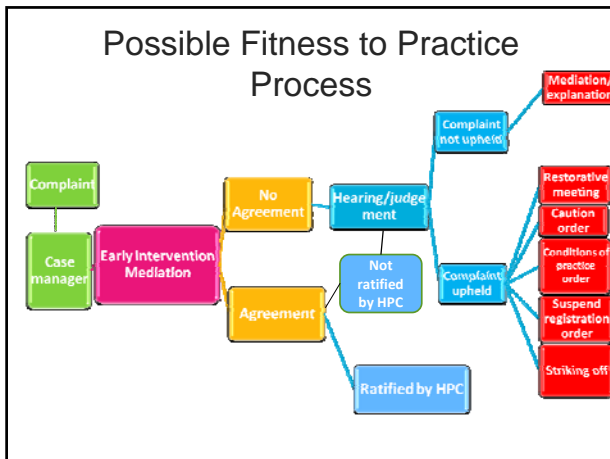 Possible Fitness to Practice
Process
Complaint
Case
manager
Early Intervention
Mediation
No
Agreement
Agreement
Hearing/judge
ment
Not
ratified
by HPC
Ratified by HPC
Complaint
not upheld
Complaint
upheld
Mediation/
explanation
Restorative
meeting
Caution
order
Conditions of
practice
order
Suspend
registration
order
Striking off